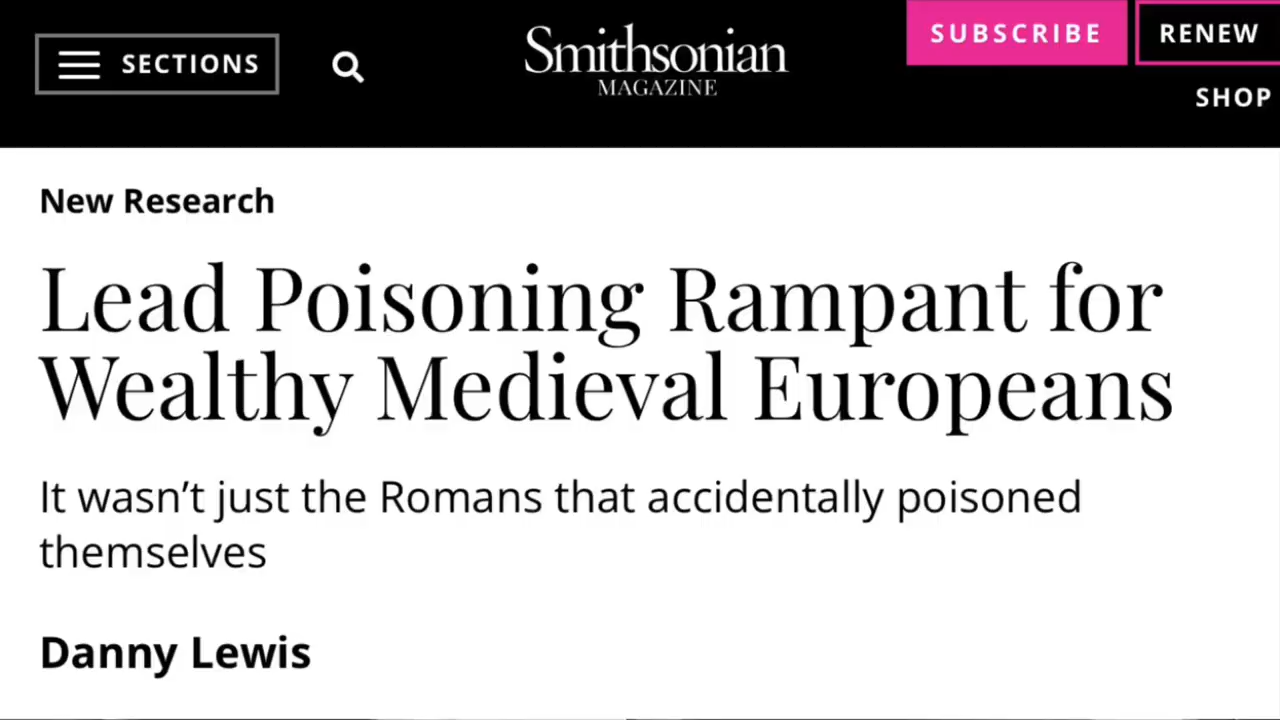 SECTIONS
Smithsonian
MAGAZINE
SUBSCRIBE
RENEW
SHOP
New Research
Lead Poisoning Rampant for
Wealthy Medieval Europeans
It wasn’t just the Romans that accidentally poisoned
themselves
Danny Lewis